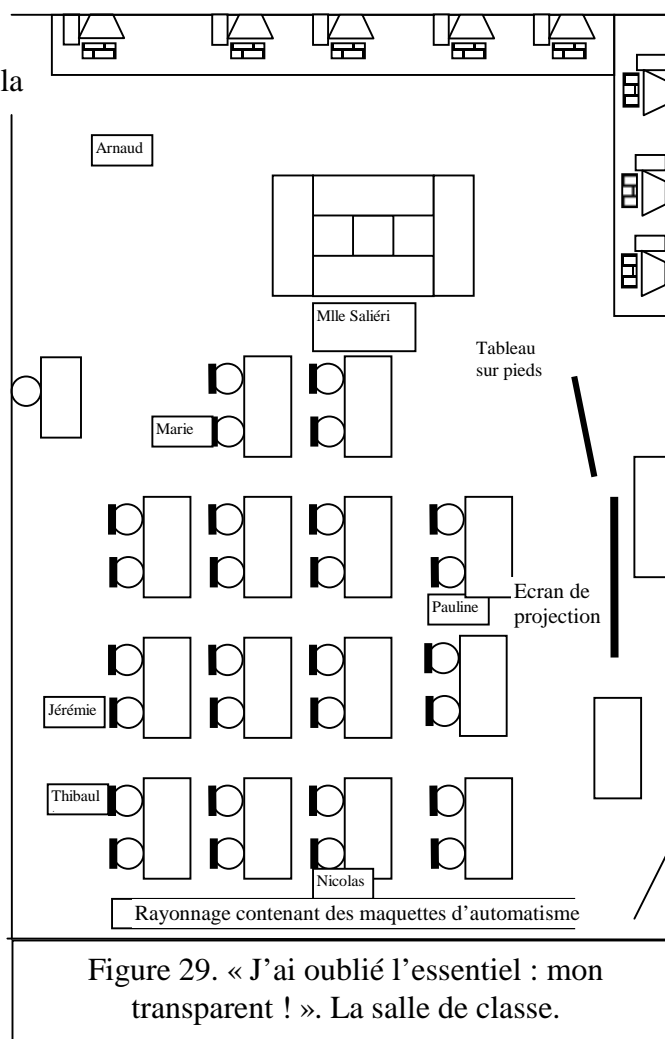 la
Arnaud
Mlle Saliéri
Tableau
sur pieds
Marie
Ecran de
projection
Pauline
Jérémie
Thibaul
Nicolas
Rayonnage contenant des maquettes d’automatisme
Figure 29. « J’ai oublié l’essentiel : mon
transparent ! ». La salle de classe.